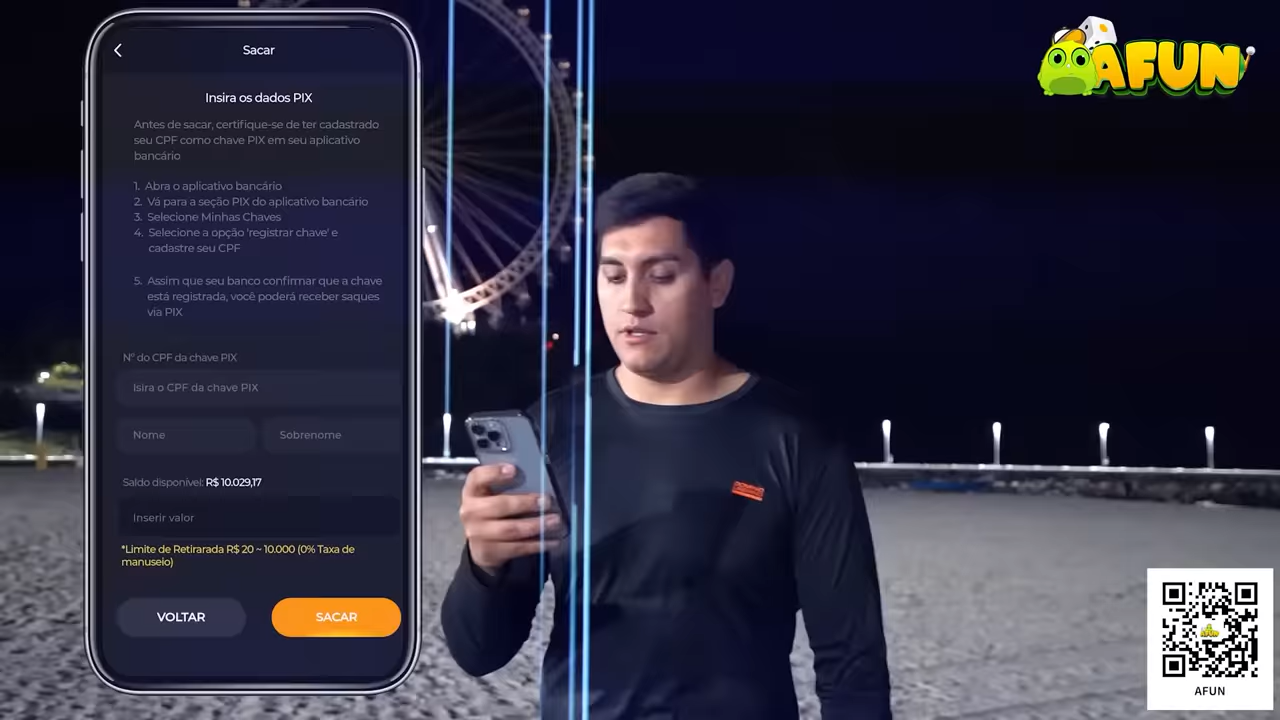 Sacar
Insira os dados PIX
Antes de sacar, certifique-se de ter cadastrado
seu CPF como chave PIX em seu aplicativo
bancário
1. Abra o aplicativo bancário
2. Vá para a seção PIX do aplicativo bancário
3. Selecione Minhas Chaves
4. Selecione a opção 'registrar chave' e
cadastre seu CPF
5. Assim que seu banco confirmar que a chave
está registrada, você poderá receber saques
via PIX
Nº do CPF da chave PIX
Isira o CPF da chave PIX
Nome Sobrenome
Saldo disponível: R$ 10.029,17
Inserir valor
*Limite de Retirarada R$ 20 ~ 10.000 (0% Taxa de
manuseio)
VOLTAR SACAR
AFUN
AFUN